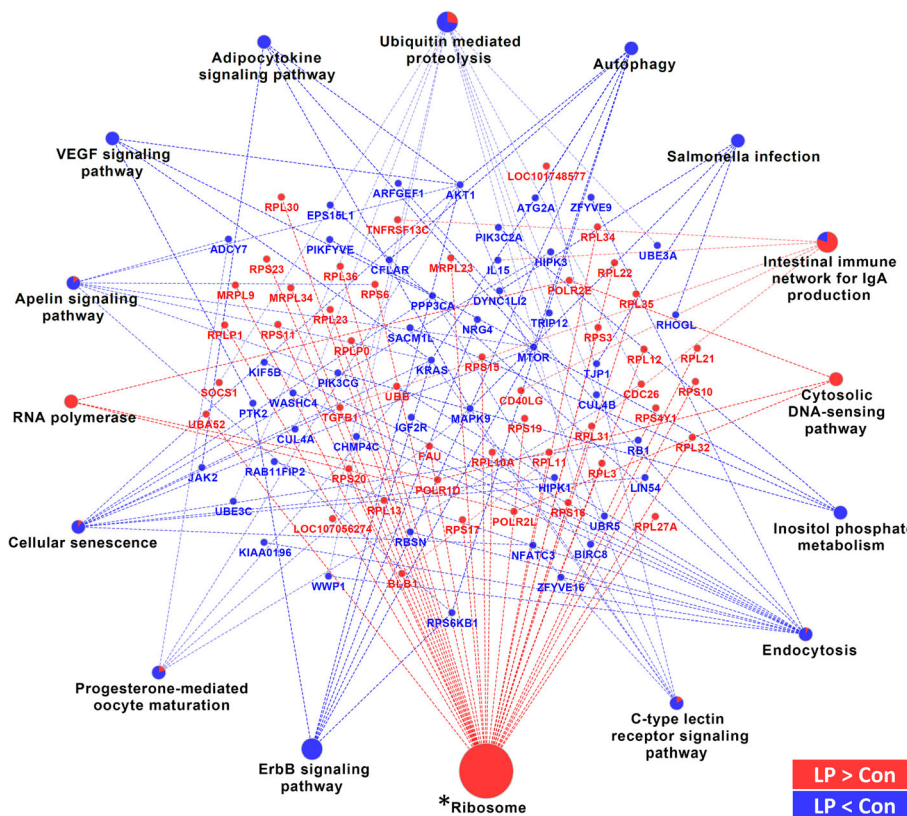 Ubiquitin mediated
proteolysis
Adipocytokine
signaling pathway
Autophagy
VEGF signaling
pathway
Salmonella infection
LOC101748577
ARFGEF1
AKT1
RPL30
ATG2A
ZFYVE9
EPS15L1
TNFRSF13C
PIK3C2A
RPL34
ADCY7
PIKFYVE
UBE3A
HIPK3
CFLAR
MRPL23
IL15
RPS23
RPL36
RPL22
Intestinal immune
network for IgA
production
Apelin signaling
pathway
MRPL9
MRPL34
RPS6
POLR2E
DYNC1LI2
RPL35
PPP3CA
RPL23
TRIP12
RHOGL
RPLP1
RPS11
NRG4
SACM1L
RPS3
RPLP0
MTOR
RPL12
RPL21
KIF5B
KRAS
RPS15
TJP1
PIK3CG
SOCS1
WASHC4
UBB
CD40LG
CUL4B
CDC26
RPS10
Cytosolic
DNA-sensing
pathway
RNA polymerase
PTK2
UBA52
TGFB1
IGF2R
MAPK9
RPS19
RPS4Y1
CUL4A
CHMP4C
RPL31
RPL32
RB1
FAU
RPL10A
RPL11
RPL3
JAK2
RAB11FIP2
RPS20
POLR1D
HIPK1
LIN54
UBE3C
RPL13
RPS16
LOC107056274
RPS17
POLR2L
UBR5
RPL27A
Inositol phosphate
metabolism
Cellular senescence
KIAA0196
RBSN
NFATC3
BIRC8
WWP1
BLB1
ZFYVE16
RPS6KB1
Endocytosis
Progesterone-mediated
oocyte maturation
C-type lectin
receptor signaling
pathway
ErbB signaling
pathway
*Ribosome
LP > Con
LP < Con